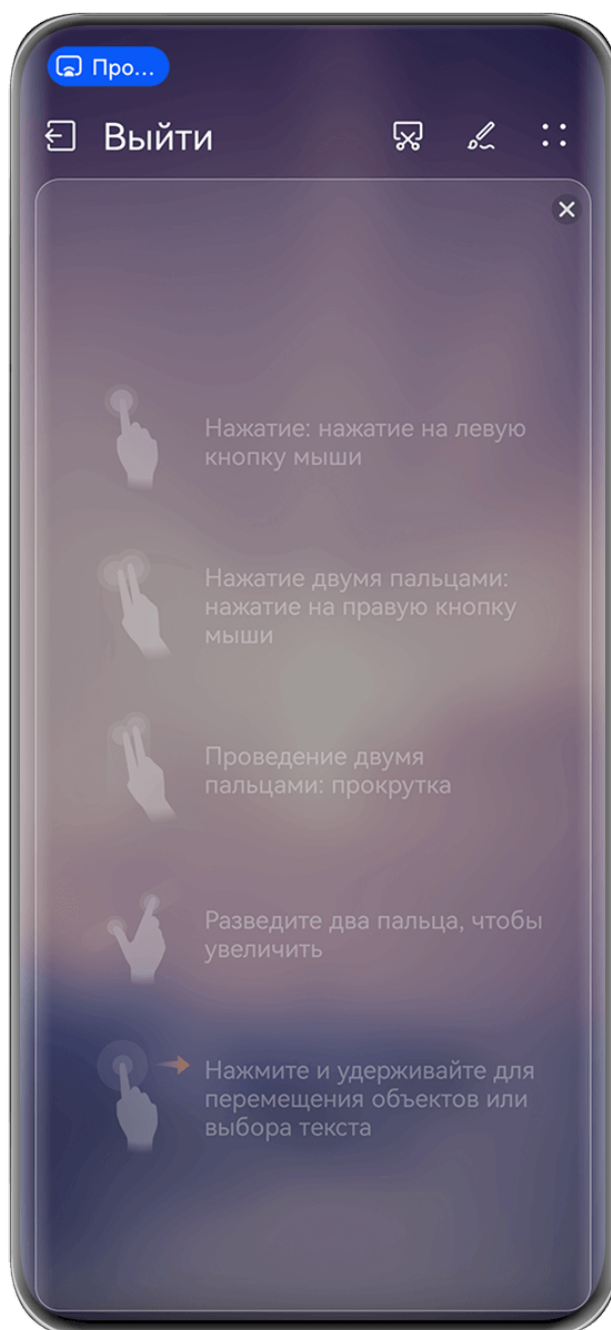 Про...
Выйти
Нажатие: нажатие на левую
кнопку мыши
Нажатие двумя пальцами:
нажатие на правую кнопку
мыши
Проведение двумя
пальцами: прокрутка
Разведите два пальца, чтобы
увеличить
Нажмите и удерживайте для
перемещения объектов или
выбора текста